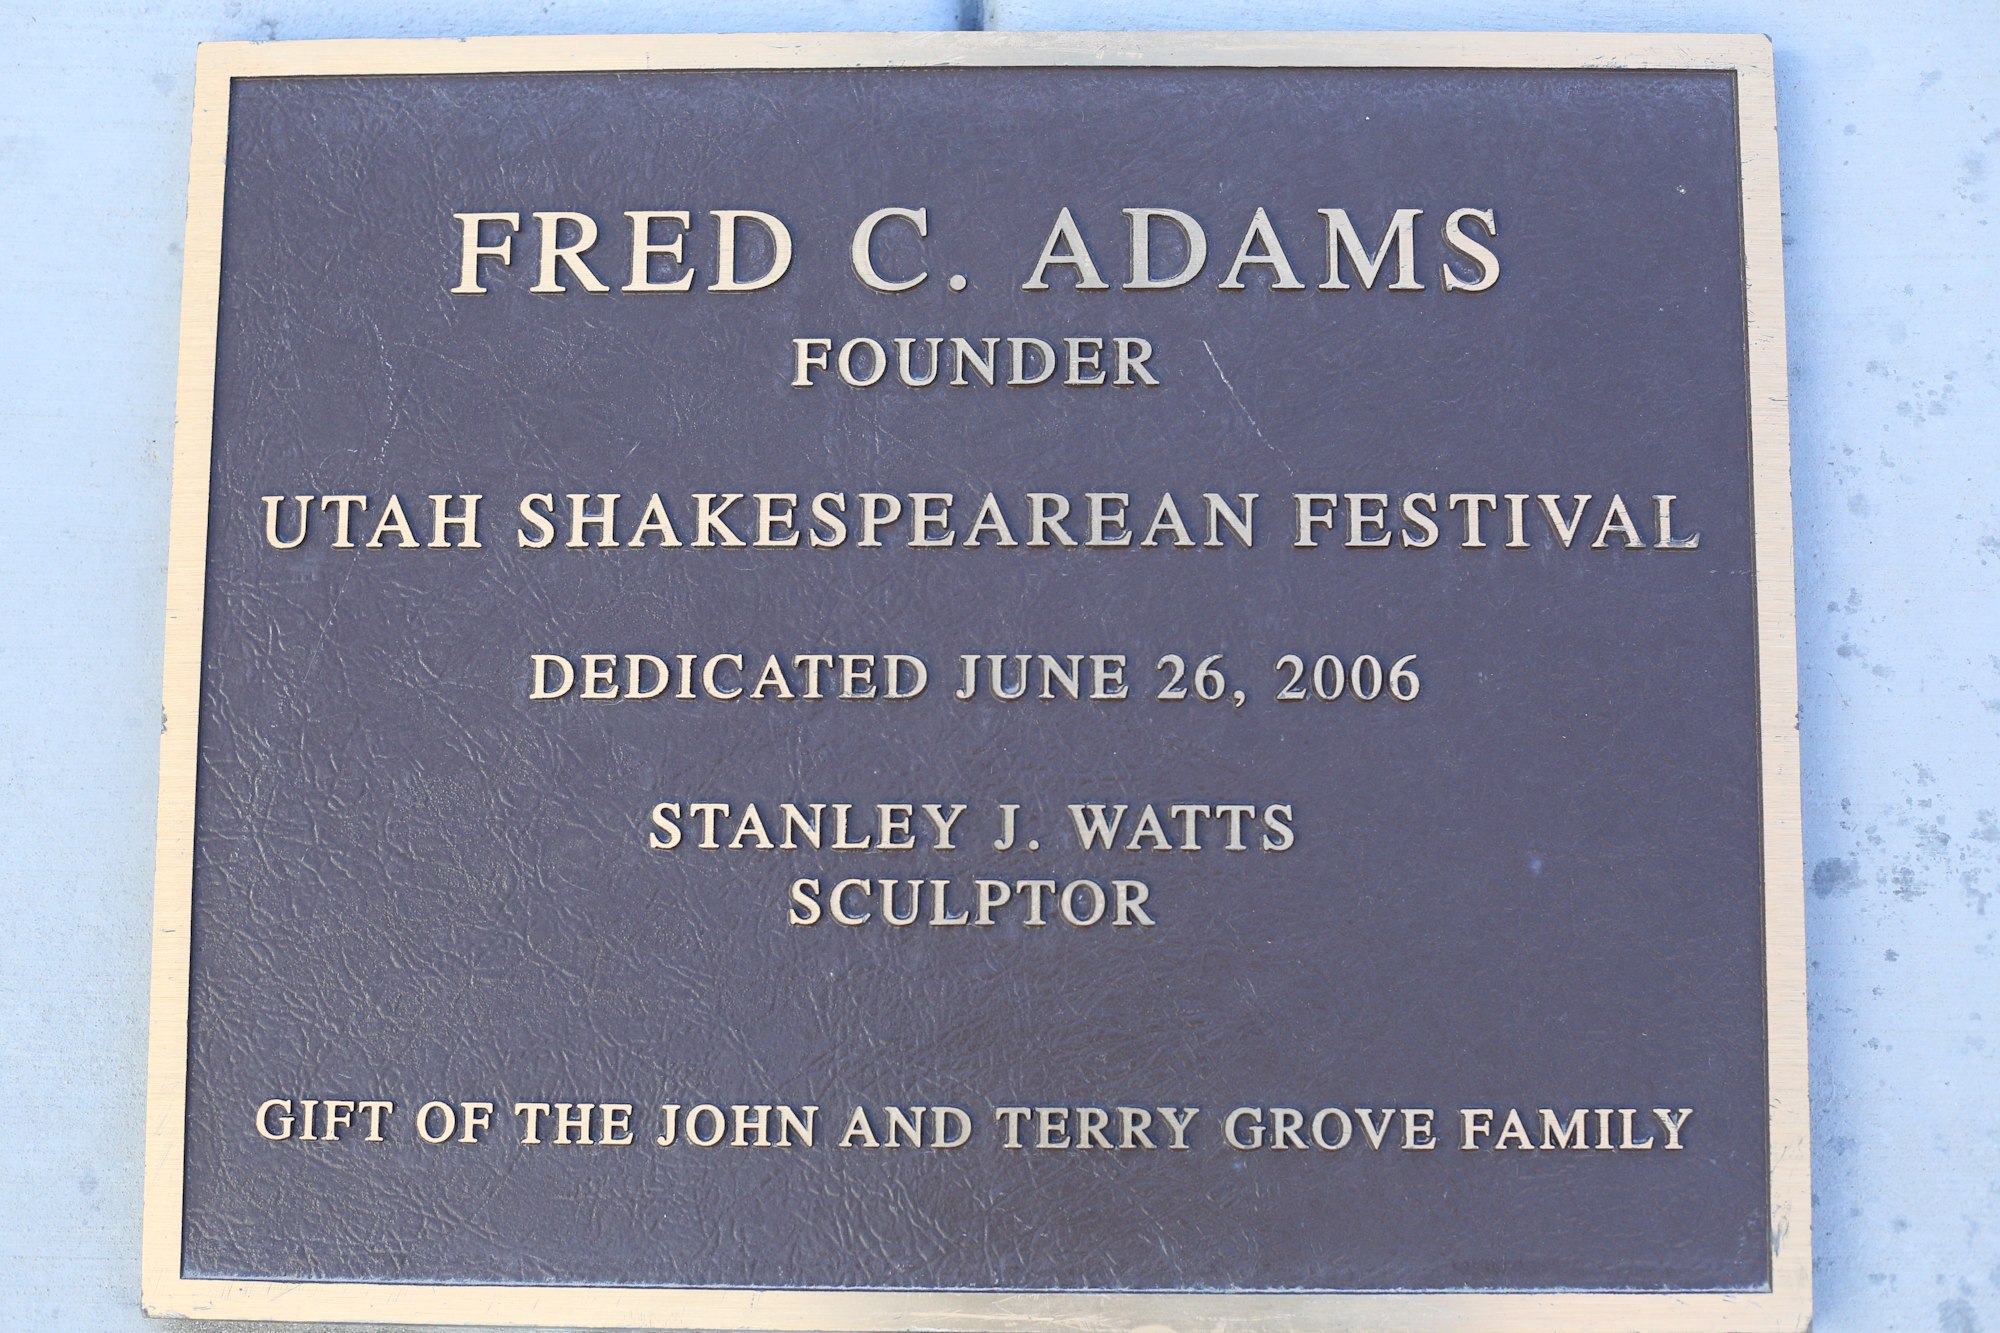 FRED C. ADAMS
FOUNDER
UTAH SHAKESPEAREAN FESTIVAL
DEDICATED JUNE 26, 2006
STANLEY J. WATTS
SCULPTOR
GIFT OF THE JOHN AND TERRY GROVE FAMILY